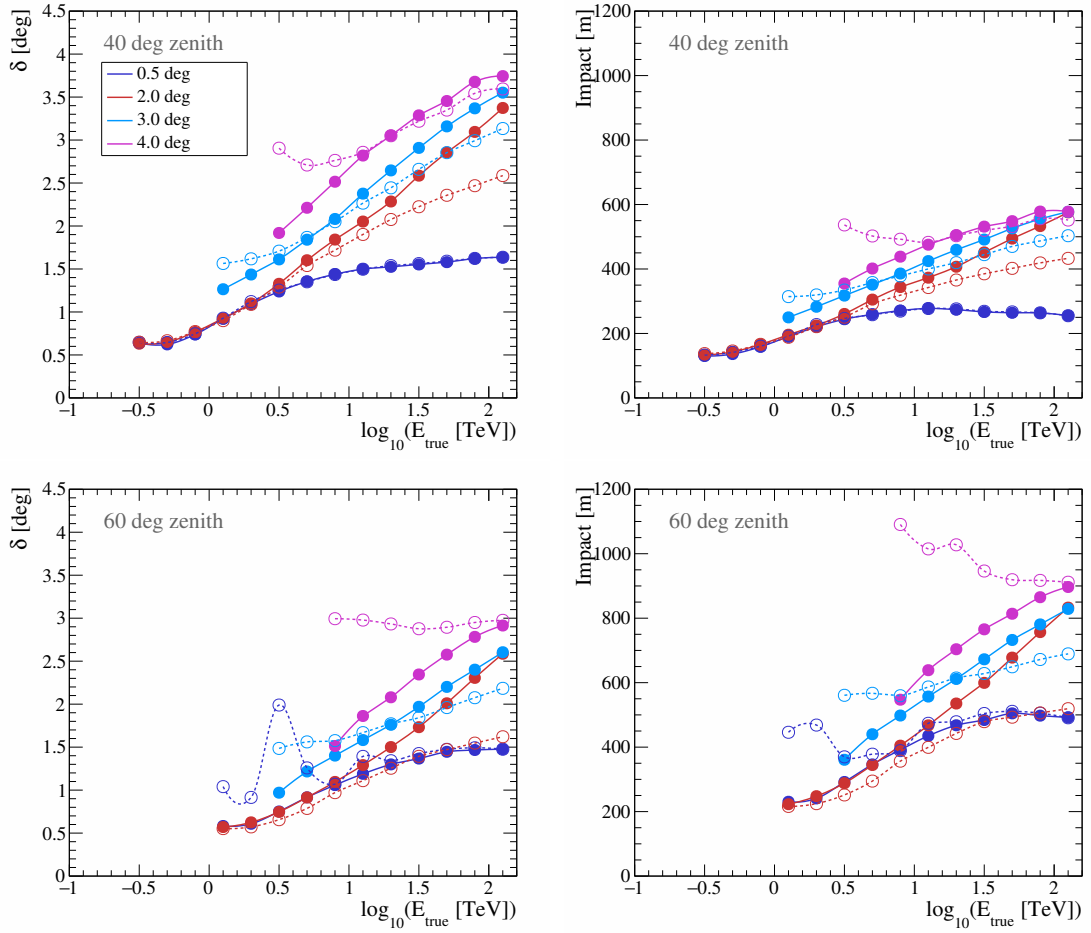 δ [deg]
4.5
4
3.5
3
2.5
2
1.5
1
0.5
0
40 deg zenith
0.5 deg
2.0 deg
3.0 deg
4.0 deg
−1 −0.5 0 0.5 1 1.5 2
log10(Etrue [TeV])
Impact [m]
1200
1000
800
600
400
200
0
40 deg zenith
−1 −0.5 0 0.5 1 1.5 2
log10(Etrue [TeV])
δ [deg]
4.5
4
3.5
3
2.5
2
1.5
1
0.5
0
60 deg zenith
−1 −0.5 0 0.5 1 1.5 2
log10(Etrue [TeV])
Impact [m]
1200
1000
800
600
400
200
0
60 deg zenith
−1 −0.5 0 0.5 1 1.5 2
log10(Etrue [TeV])